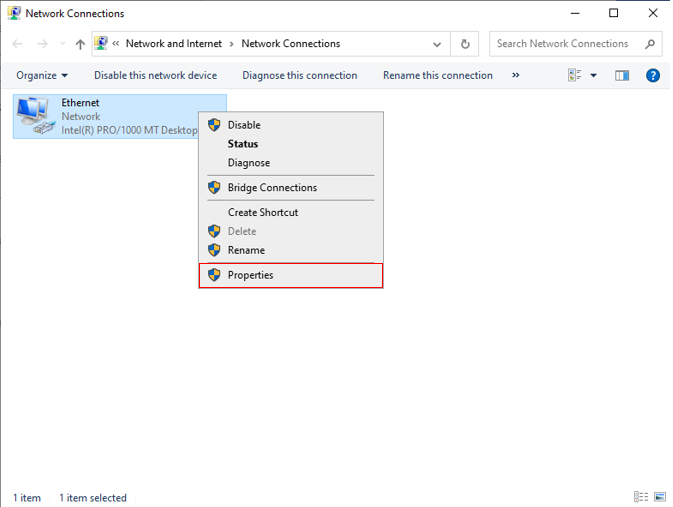 Network Connections
« Network and Internet › Network Connections
Search Network Connections
Organize Disable this network device Diagnose this connection Rename this connection »
Ethernet
Network
Intel(R) PRO/1000 MT Desktop
Disable
Status
Diagnose
Bridge Connections
Create Shortcut
Delete
Rename
Properties
1 item 1 item selected